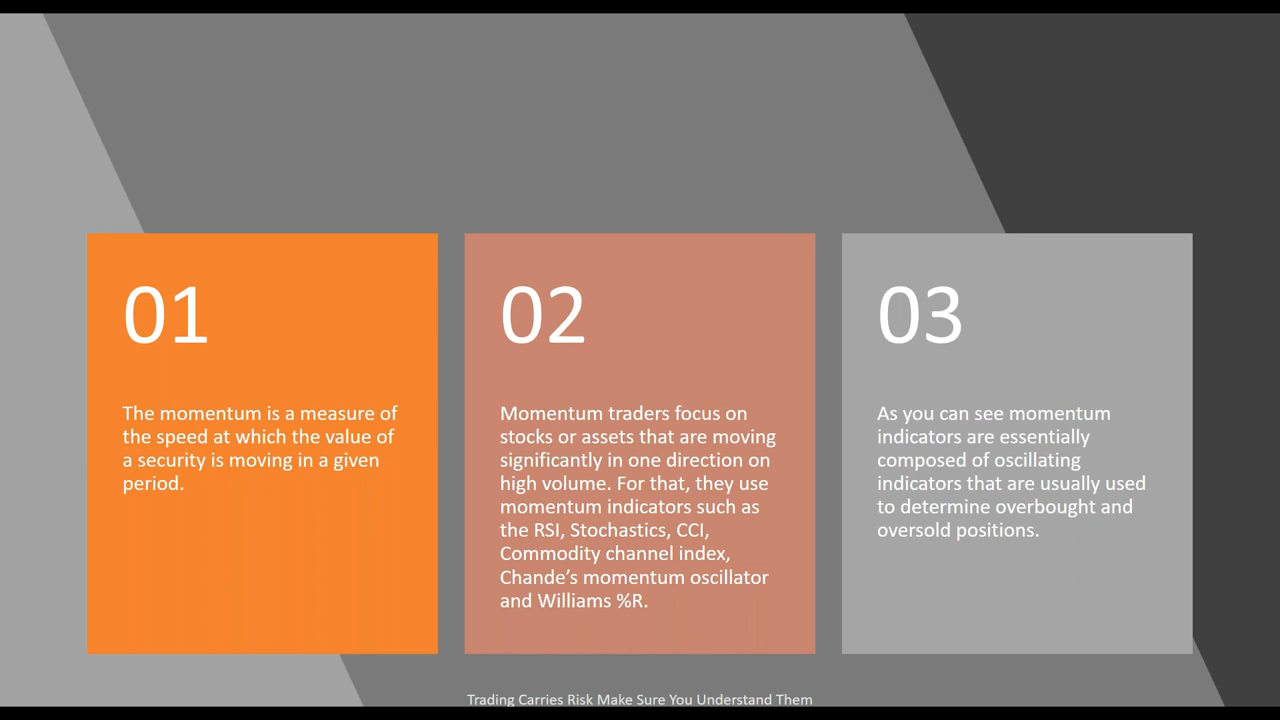 01
The momentum is a measure of
the speed at which the value of
a security is moving in a given
period.
02
Momentum traders focus on
stocks or assets that are moving
significantly in one direction on
high volume. For that, they use
momentum indicators such as
the RSI, Stochastics, CCI,
Commodity channel index,
Chande’s momentum oscillator
and Williams %R.
03
As you can see momentum
indicators are essentially
composed of oscillating
indicators that are usually used
to determine overbought and
oversold positions.
Trading Carries Risk Make Sure You Understand Them